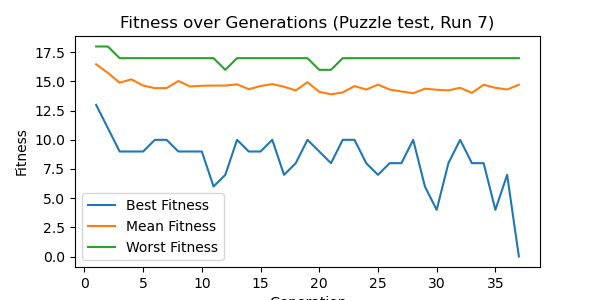 Fitness over Generations (Puzzle test, Run 7)
Fitness
17.5
15.0
12.5
10.0
7.5
5.0
2.5
0.0
Best Fitness
Mean Fitness
Worst Fitness
0 5 10 15 20 25 30 35
Generation